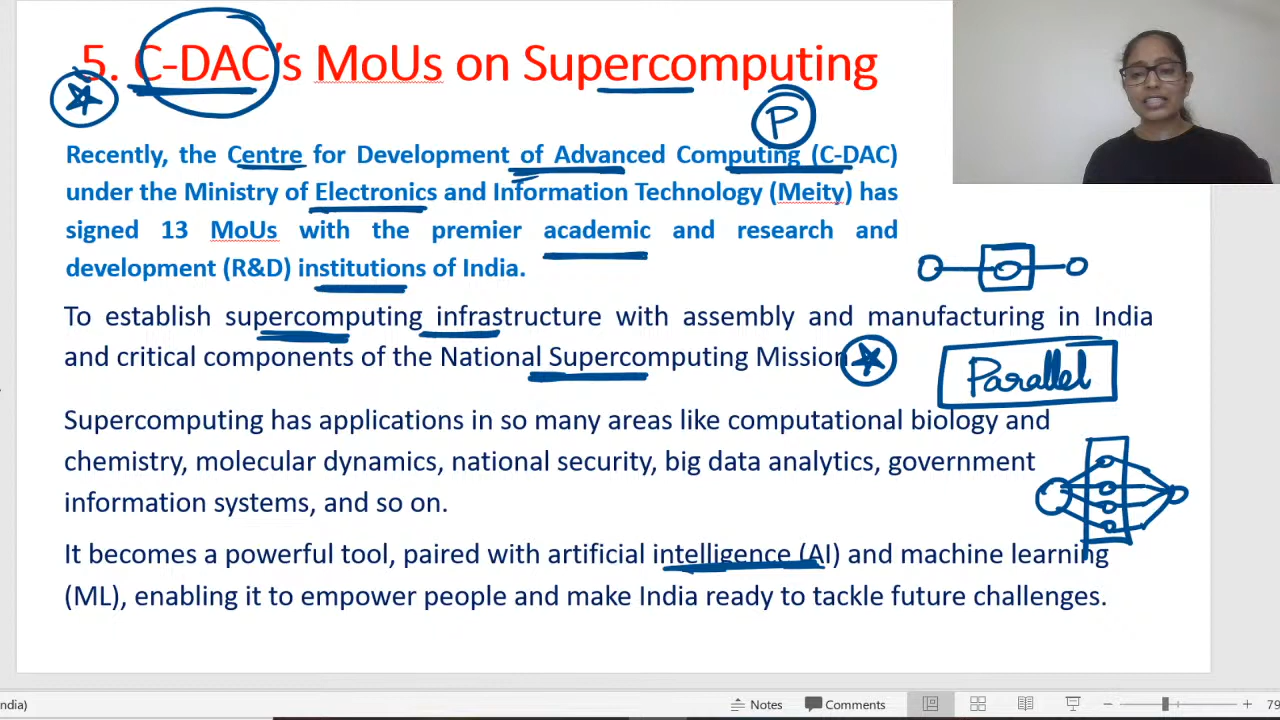 5. C-DAC's MoUs on Supercomputing
P
Recently, the Centre for Development of Advanced Computing (C-DAC)
under the Ministry of Electronics and Information Technology (Meity) has
signed 13 MoUs with the premier academic and research and
development (R&D) institutions of India.
To establish supercomputing infrastructure with assembly and manufacturing in India
and critical components of the National Supercomputing Mission
Parallel
Supercomputing has applications in so many areas like computational biology and
chemistry, molecular dynamics, national security, big data analytics, government
information systems, and so on.
It becomes a powerful tool, paired with artificial intelligence (AI) and machine learning
(ML), enabling it to empower people and make India ready to tackle future challenges.
ndia)
Notes
Comments
79